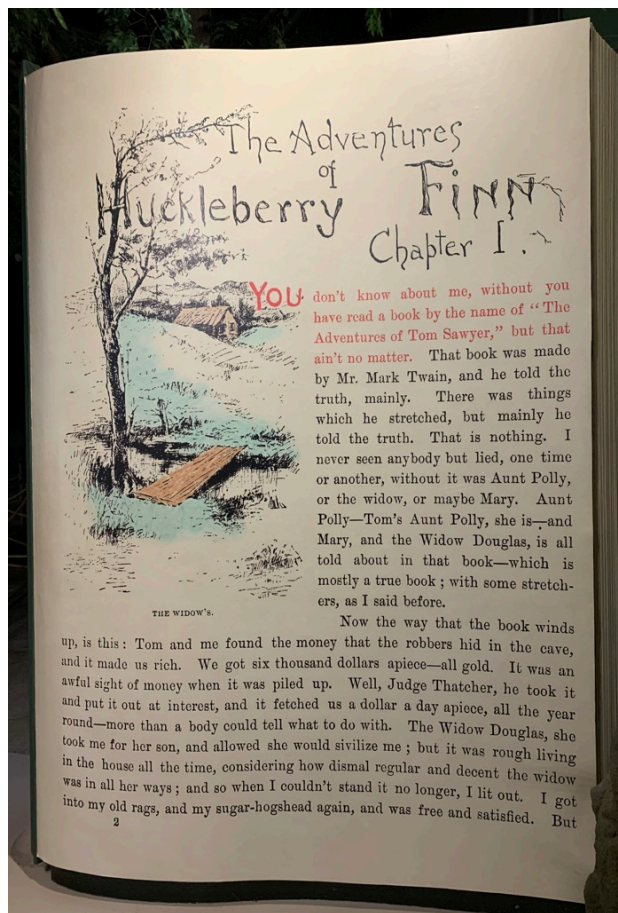 The Adventures
of
Huckleberry Finn
Chapter I.
You don't know about me, without you
have read a book by the name of " The
Adventures of Tom Sawyer," but that
ain't no matter. That book was made
by Mr. Mark Twain, and he told the
truth, mainly. There was things
which he stretched, but mainly he
told the truth. That is nothing. I
never seen anybody but lied, one time
or another, without it was Aunt Polly,
or the widow, or maybe Mary. Aunt
Polly—Tom's Aunt Polly, she is—and
Mary, and the Widow Douglas, is all
told about in that book—which is
mostly a true book ; with some stretch-
ers, as I said before.
THE WIDOW'S.
Now the way that the book winds
up, is this : Tom and me found the money that the robbers hid in the cave,
and it made us rich. We got six thousand dollars apiece—all gold. It was an
awful sight of money when it was piled up. Well, Judge Thatcher, he took it
and put it out at interest, and it fetched us a dollar a day apiece, all the year
round—more than a body could tell what to do with. The Widow Douglas, she
took me for her son, and allowed she would sivilize me ; but it was rough living
in the house all the time, considering how dismal regular and decent the widow
was in all her ways ; and so when I couldn't stand it no longer, I lit out. I got
into my old rags, and my sugar-hogshead again, and was free and satisfied. But
2